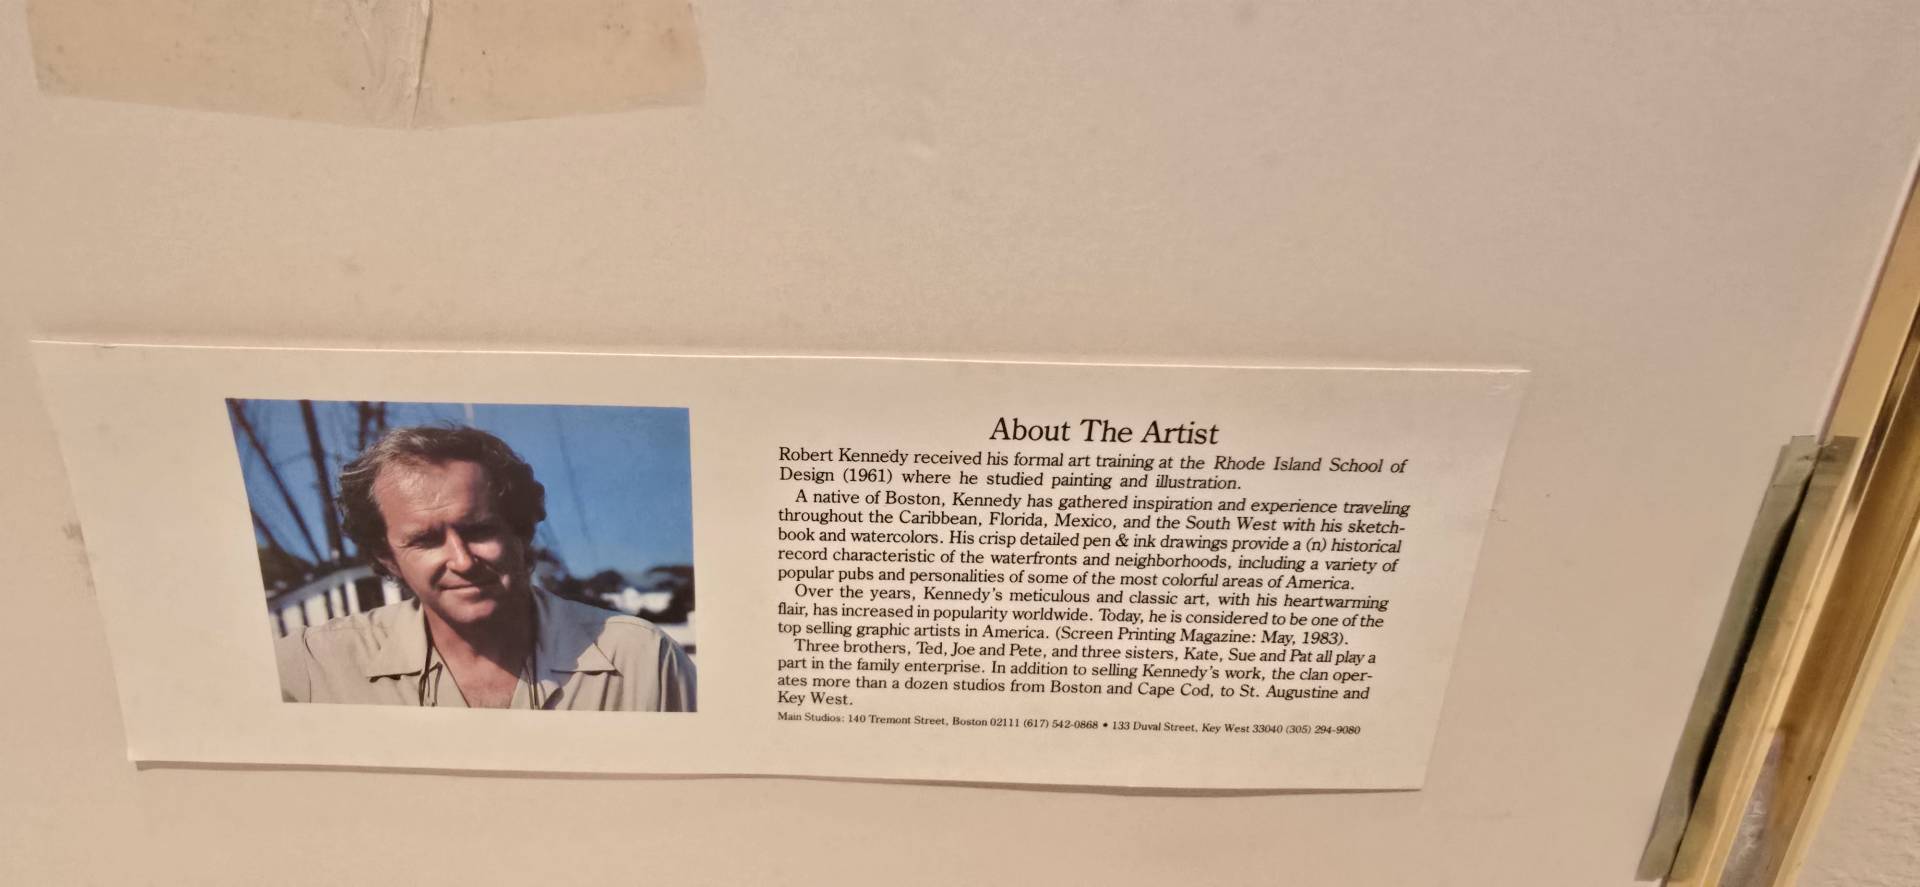 About The Artist
Robert Kennedy received his formal art training at the Rhode Island School of
Design (1961) where he studied painting and illustration.
A native of Boston, Kennedy has gathered inspiration and experience traveling
throughout the Caribbean, Florida, Mexico, and the South West with his sketch-
book and watercolors. His crisp detailed pen & ink drawings provide a (n) historical
record characteristic of the waterfronts and neighborhoods, including a variety of
popular pubs and personalities of some of the most colorful areas of America.
Over the years, Kennedy's meticulous and classic art, with his heartwarming
flair, has increased in popularity worldwide. Today, he is considered to be one of the
top selling graphic artists in America. (Screen Printing Magazine: May, 1983).
Three brothers, Ted, Joe and Pete, and three sisters, Kate, Sue and Pat all play a
part in the family enterprise. In addition to selling Kennedy's work, the clan oper-
ates more than a dozen studios from Boston and Cape Cod, to St. Augustine and
Key West.
Main Studios: 140 Tremont Street, Boston 02111 (617) 542-0868 • 133 Duval Street, Key West 33040 (305) 294-9080